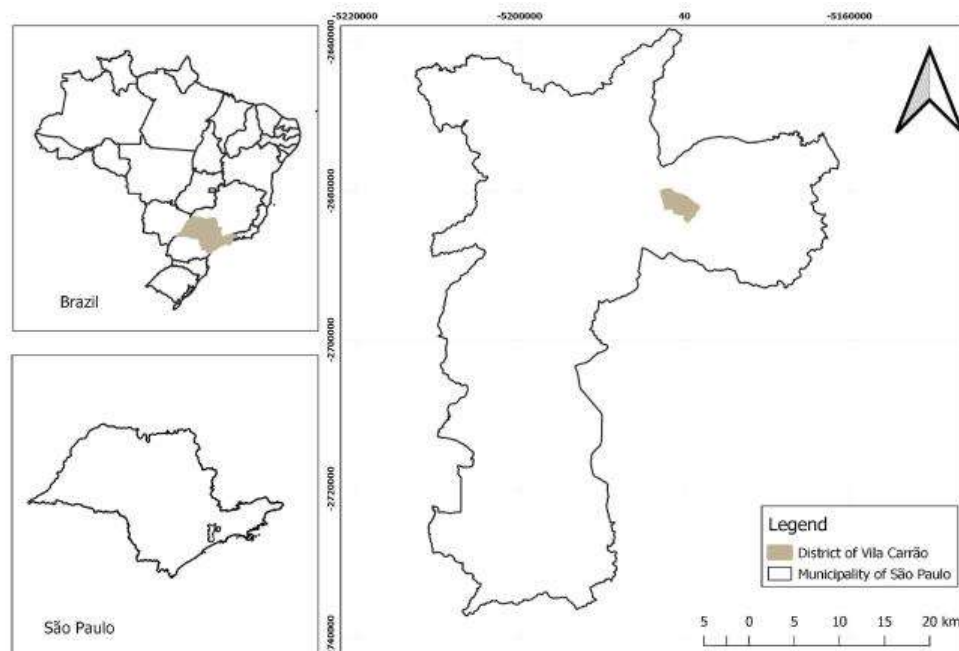 -5220000 -5200000 40 -5160000
-2640000
-2660000
-2700000
-2720000
740000
Brazil
São Paulo
Legend
District of Vila Carrão
Municipality of São Paulo
5 0 5 10 15 20 km